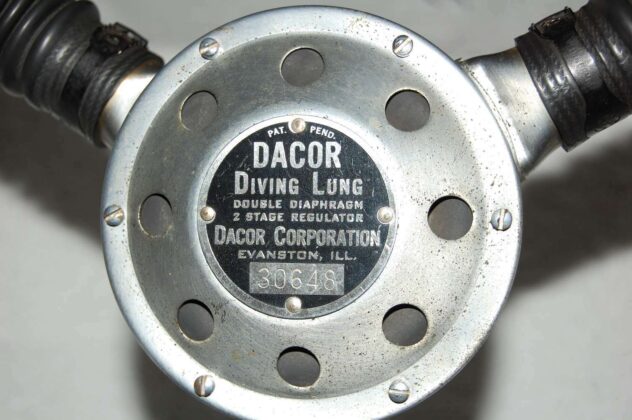 PAT. PEND.
DACOR
DIVING LUNG
DOUBLE DIAPHRAGM
2 STAGE REGULATOR
DACOR CORPORATION
EVANSTON, ILL.
30648